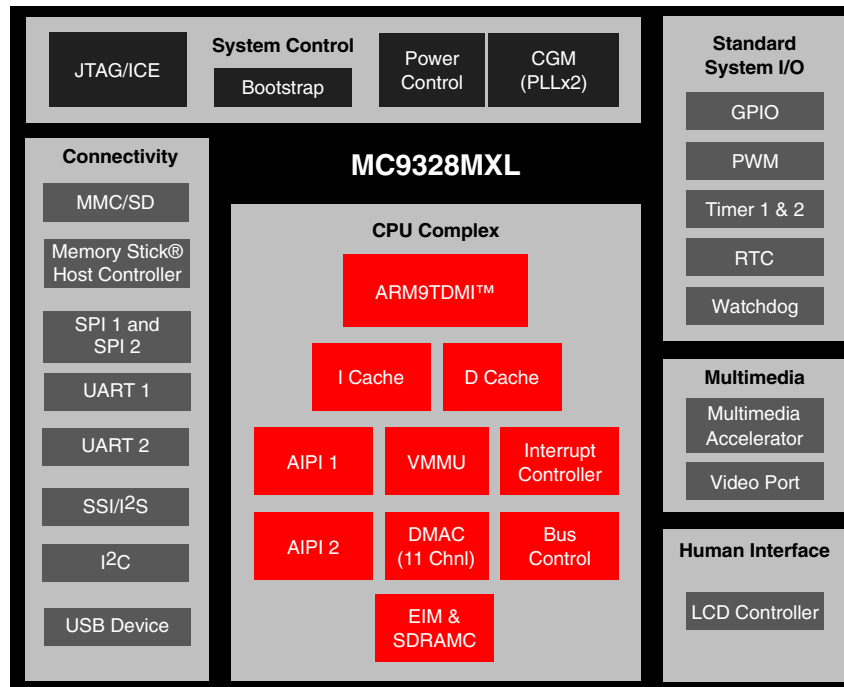 System Control
JTAG/ICE
Bootstrap
Power
Control
CGM
(PLLx2)
Standard
System I/O
GPIO
PWM
Timer 1 & 2
RTC
Watchdog
Connectivity
MMC/SD
Memory Stick®
Host Controller
SPI 1 and
SPI 2
UART 1
UART 2
SSI/I2S
I2C
USB Device
MC9328MXL
CPU Complex
ARM9TDMI™
I Cache
D Cache
AIPI 1
VMMU
Interrupt
Controller
AIPI 2
DMAC
(11 Chnl)
Bus
Control
EIM &
SDRAMC
Multimedia
Multimedia
Accelerator
Video Port
Human Interface
LCD Controller